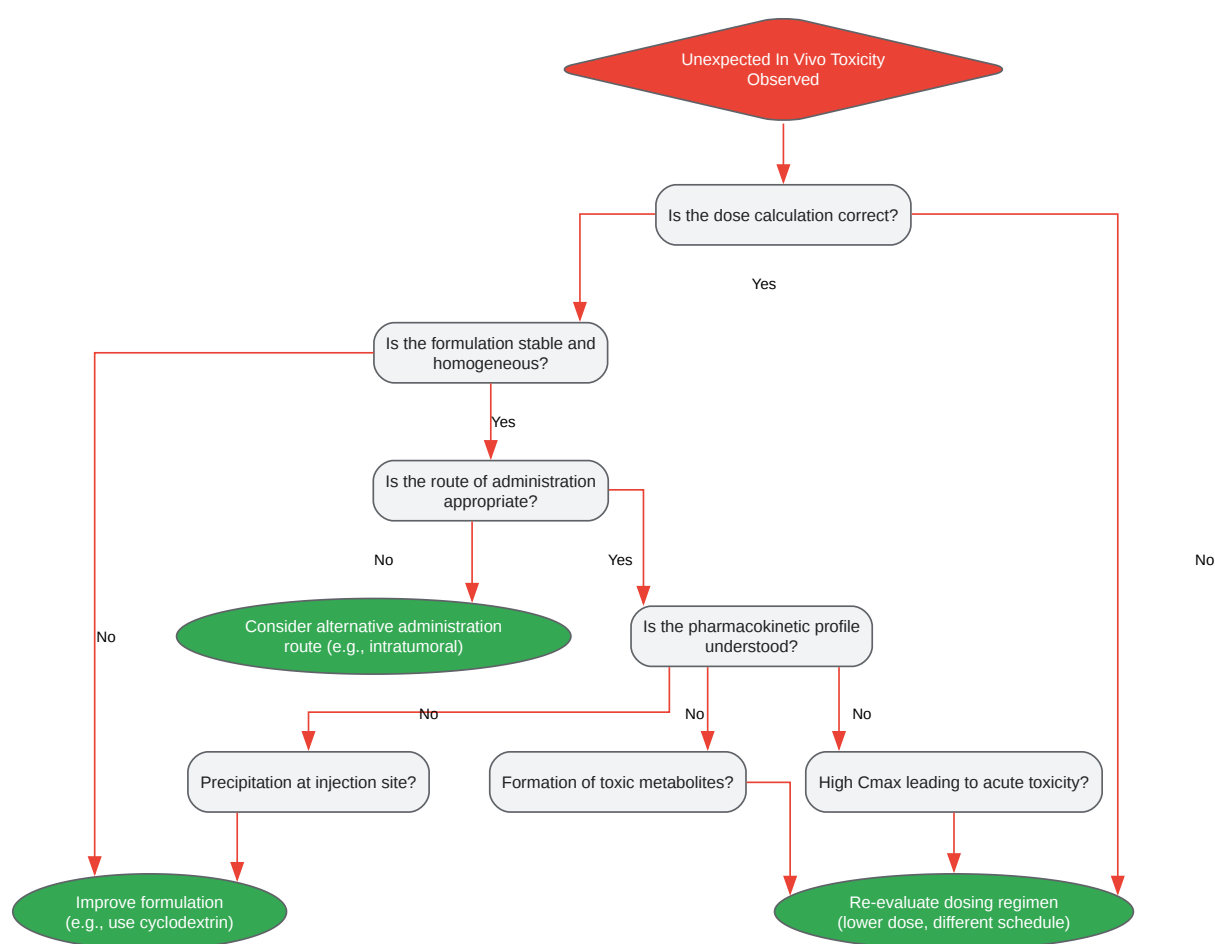 Unexpected In Vivo Toxicity
Observed
Is the dose calculation correct?
Yes
Is the formulation stable and
homogeneous?
Yes
Is the route of administration
appropriate?
No
Yes
No
Consider alternative administration
route (e.g., intratumoral)
No
Is the pharmacokinetic profile
understood?
No
No
No
Precipitation at injection site?
Formation of toxic metabolites?
High Cmax leading to acute toxicity?
Improve formulation
(e.g., use cyclodextrin)
Re-evaluate dosing regimen
(lower dose, different schedule)